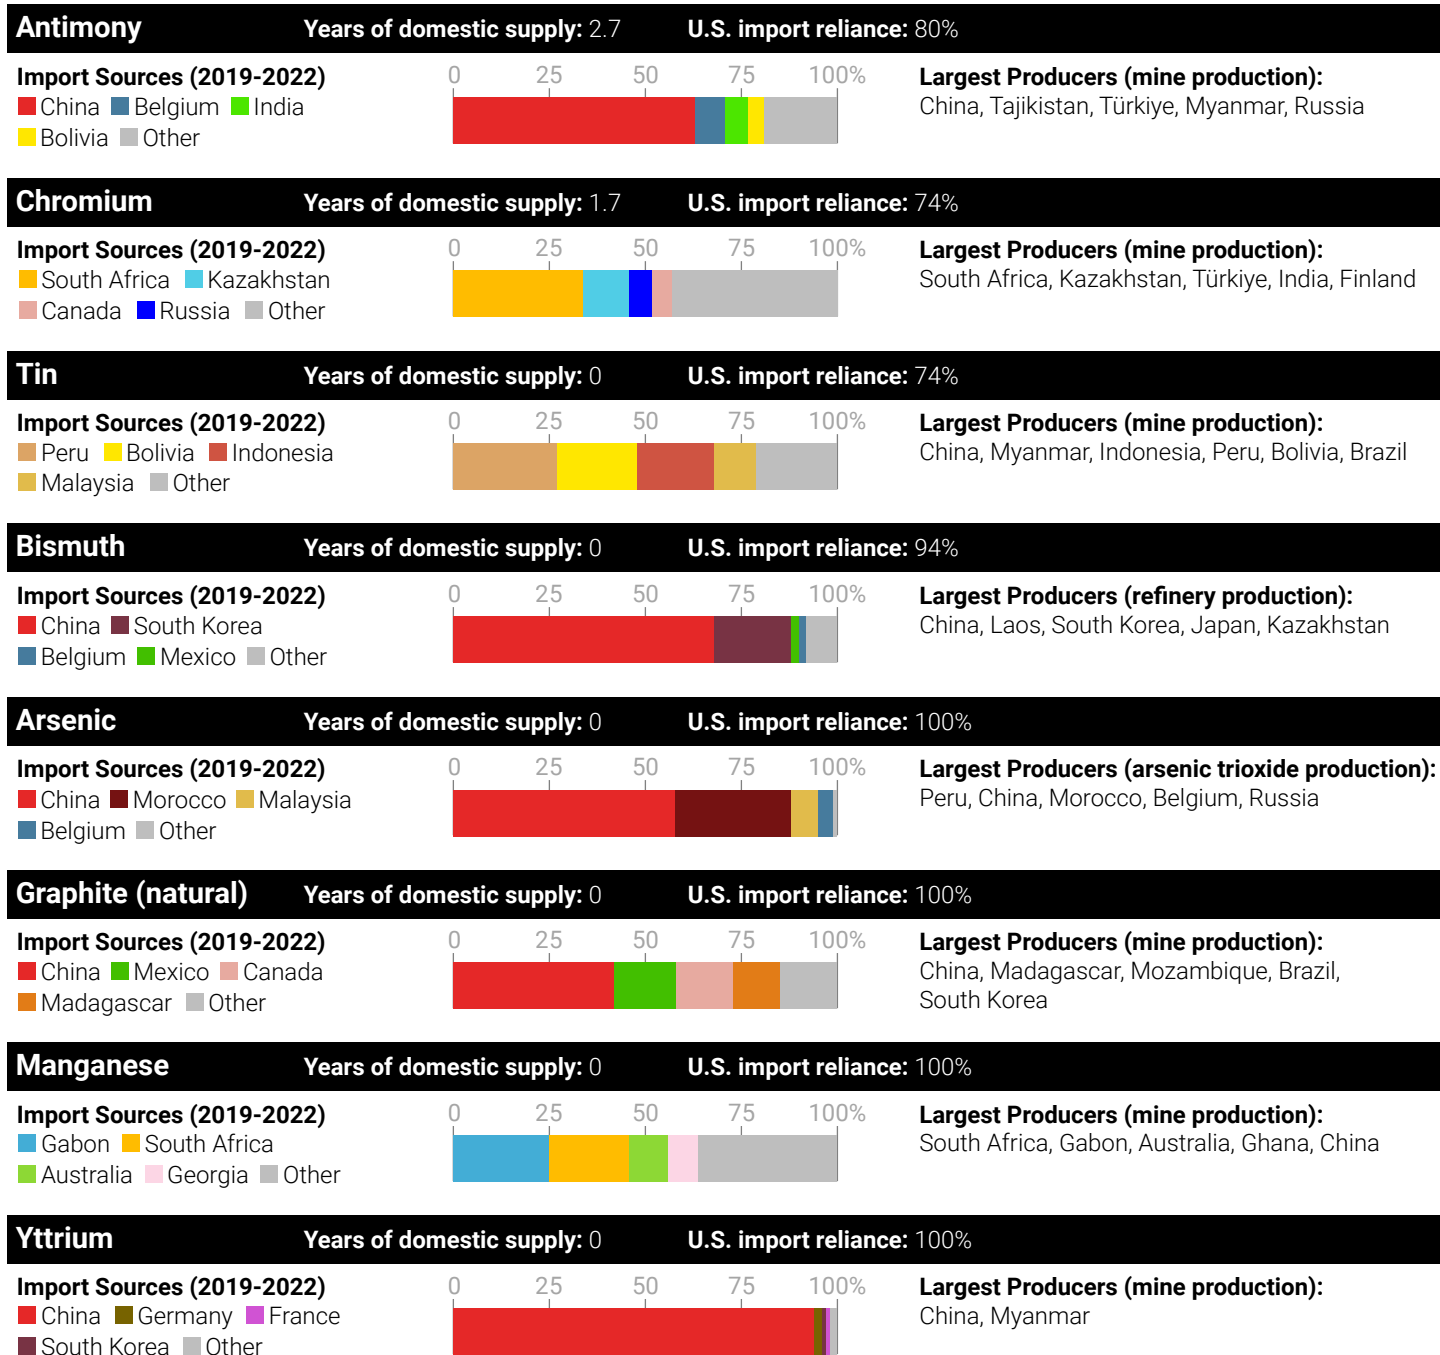 Antimony Years of domestic supply: 2.7 U.S. import reliance: 80%
Import Sources (2019-2022) 0 25 50 75 100% Largest Producers (mine production):
China Belgium India China, Tajikistan, Türkiye, Myanmar, Russia
Bolivia Other
Chromium Years of domestic supply: 1.7 U.S. import reliance: 74%
Import Sources (2019-2022) 0 25 50 75 100% Largest Producers (mine production):
South Africa Kazakhstan South Africa, Kazakhstan, Türkiye, India, Finland
Canada Russia Other
Tin Years of domestic supply: 0 U.S. import reliance: 74%
Import Sources (2019-2022) 0 25 50 75 100% Largest Producers (mine production):
Peru Bolivia Indonesia China, Myanmar, Indonesia, Peru, Bolivia, Brazil
Malaysia Other
Bismuth Years of domestic supply: 0 U.S. import reliance: 94%
Import Sources (2019-2022) 0 25 50 75 100% Largest Producers (refinery production):
China South Korea China, Laos, South Korea, Japan, Kazakhstan
Belgium Mexico Other
Arsenic Years of domestic supply: 0 U.S. import reliance: 100%
Import Sources (2019-2022) 0 25 50 75 100% Largest Producers (arsenic trioxide production):
China Morocco Malaysia Peru, China, Morocco, Belgium, Russia
Belgium Other
Graphite (natural) Years of domestic supply: 0 U.S. import reliance: 100%
Import Sources (2019-2022) 0 25 50 75 100% Largest Producers (mine production):
China Mexico Canada China, Madagascar, Mozambique, Brazil,
Madagascar Other South Korea
Manganese Years of domestic supply: 0 U.S. import reliance: 100%
Import Sources (2019-2022) 0 25 50 75 100% Largest Producers (mine production):
Gabon South Africa South Africa, Gabon, Australia, Ghana, China
Australia Georgia Other
Yttrium Years of domestic supply: 0 U.S. import reliance: 100%
Import Sources (2019-2022) 0 25 50 75 100% Largest Producers (mine production):
China Germany France China, Myanmar
South Korea Other